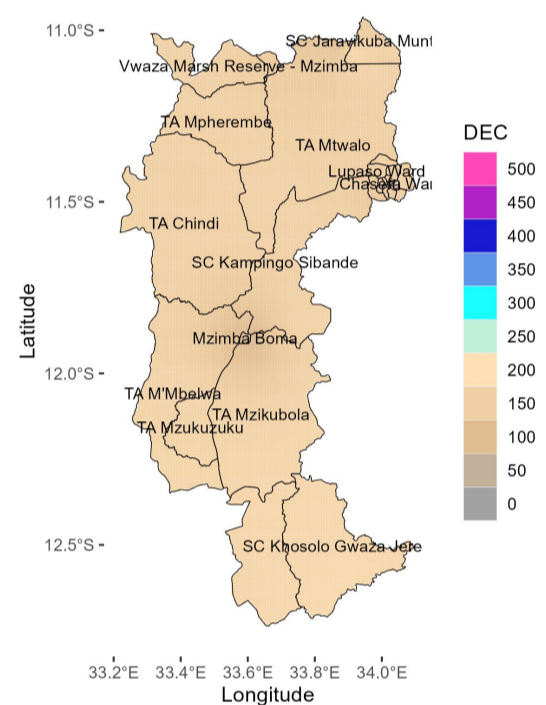 11.0°S
SC Jaravikuba Munt
Vwaza Marsh Reserve - Mzimba
TA Mpherembe
TA Mtwalo
Lupaso Ward
11.5°S
TA Chindi
SC Kampingo Sibande
Mzimba Boma
12.0°S
TA M'Mbelwa
TA Mzikubola
TA Mzukuzuku
12.5°S
SC Khosolo Gwaza Jere
Latitude
33.2°E 33.4°E 33.6°E 33.8°E 34.0°E
Longitude
DEC
500
450
400
350
300
250
200
150
100
50
0